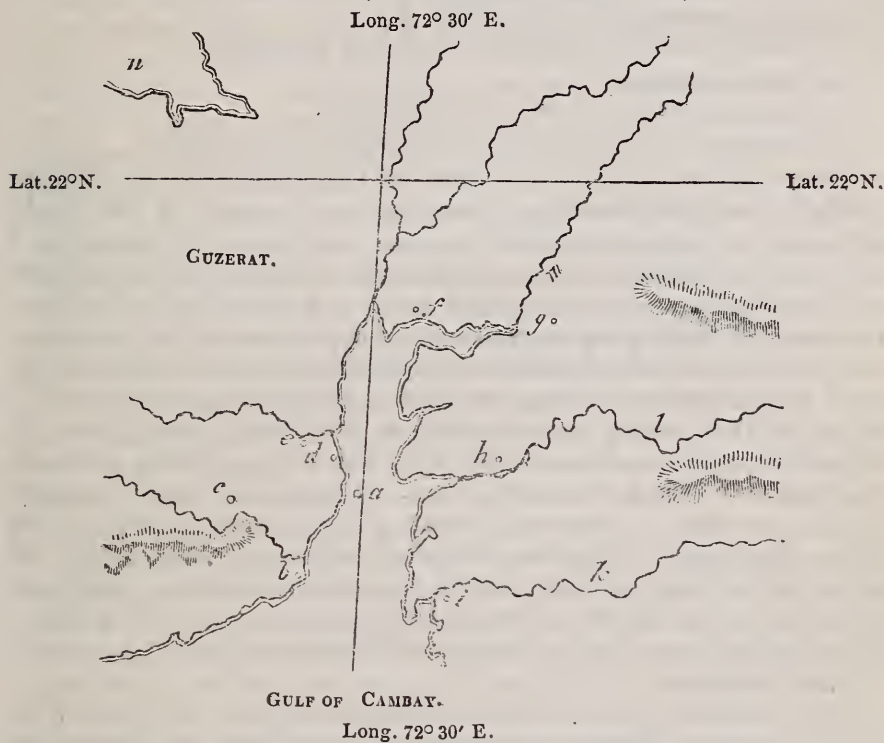 Long. 72° 30′ E.
n
Lat. 22° N.
Lat. 22° N.
GUZERAT.
m
f
g
l
e
d
h
c
a
b
k
GULF OF CAMBAY.
Long. 72° 30′ E.